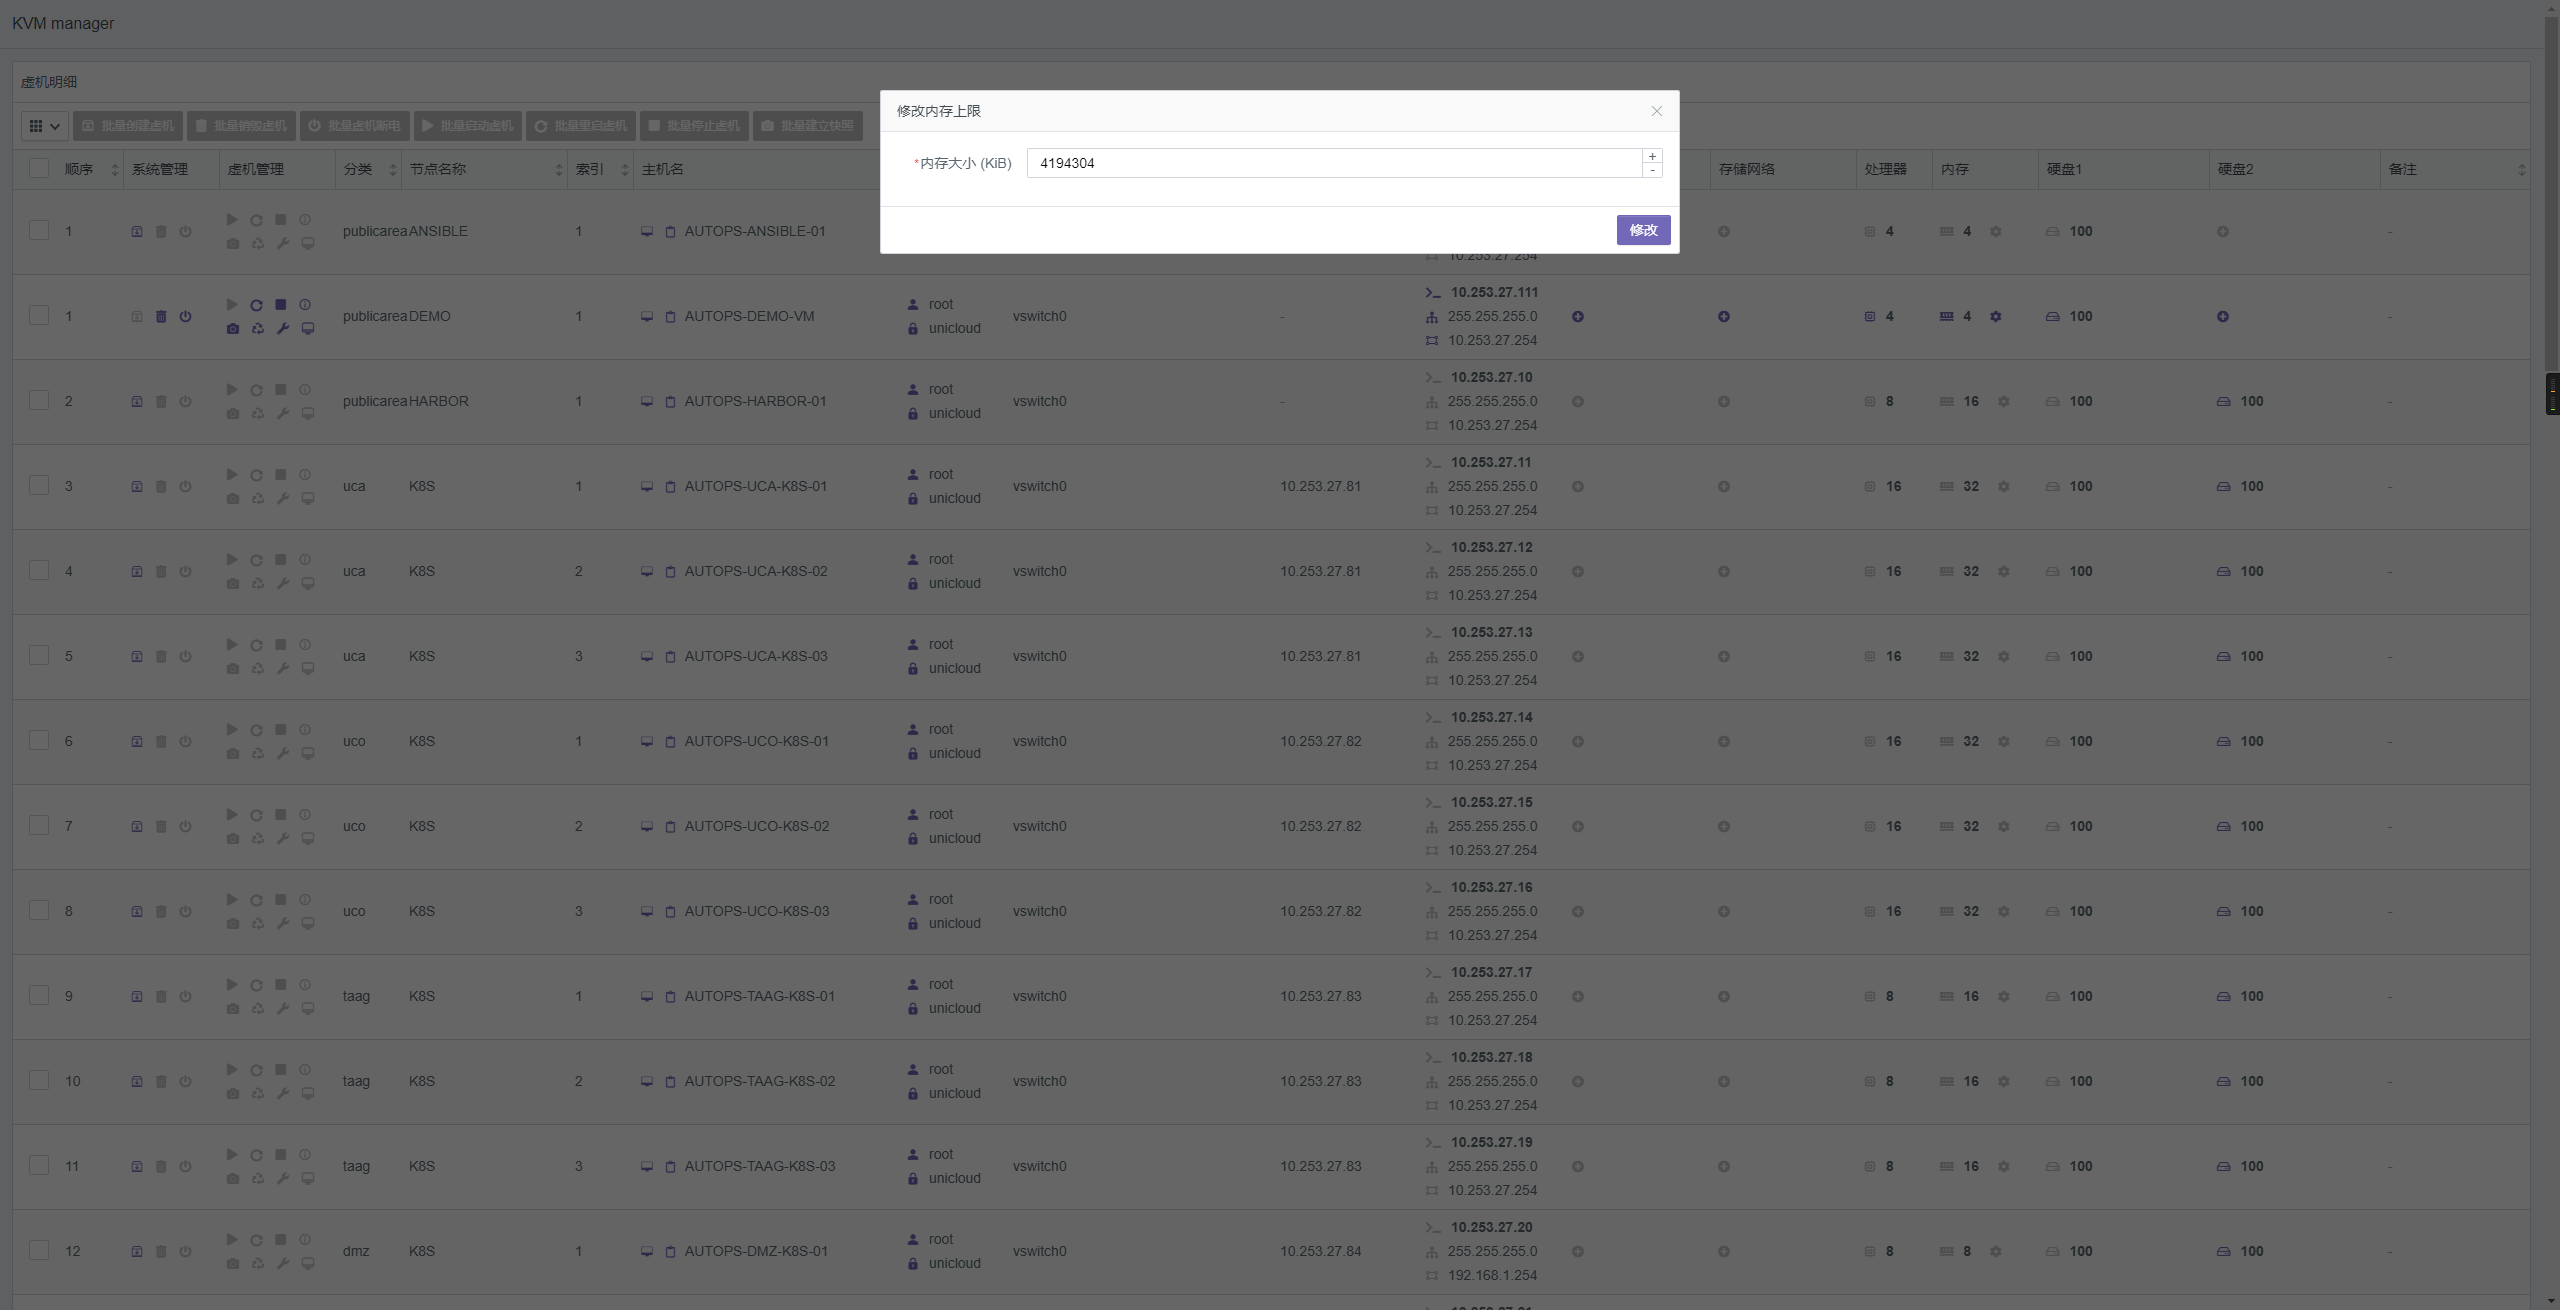 KVM manager
虚机明细
批量创建虚机 批量销毁虚机 批量虚机断电 批量启动虚机 批量重启虚机 批量停止虚机 批量建立快照
修改内存上限
*内存大小 (KiB) 4194304 + -
修改
顺序 系统管理 虚机管理 分类 节点名称 索引 主机名 存储网络 处理器 内存 硬盘1 硬盘2 备注
1 publicarea ANSIBLE 1 AUTOPS-ANSIBLE-01 4 4 100 -
10.253.27.254
10.253.27.111
root
1 publicarea DEMO 1 AUTOPS-DEMO-VM vswitch0 - 255.255.255.0 4 4 100 -
unicloud
10.253.27.254
10.253.27.10
root
2 publicarea HARBOR 1 AUTOPS-HARBOR-01 vswitch0 - 255.255.255.0 8 16 100 100 -
unicloud
10.253.27.254
10.253.27.11
root
3 uca K8S 1 AUTOPS-UCA-K8S-01 vswitch0 10.253.27.81 255.255.255.0 16 32 100 100 -
unicloud
10.253.27.254
10.253.27.12
root
4 uca K8S 2 AUTOPS-UCA-K8S-02 vswitch0 10.253.27.81 255.255.255.0 16 32 100 100 -
unicloud
10.253.27.254
10.253.27.13
root
5 uca K8S 3 AUTOPS-UCA-K8S-03 vswitch0 10.253.27.81 255.255.255.0 16 32 100 100 -
unicloud
10.253.27.254
10.253.27.14
root
6 uco K8S 1 AUTOPS-UCO-K8S-01 vswitch0 10.253.27.82 255.255.255.0 16 32 100 100 -
unicloud
10.253.27.254
10.253.27.15
root
7 uco K8S 2 AUTOPS-UCO-K8S-02 vswitch0 10.253.27.82 255.255.255.0 16 32 100 100 -
unicloud
10.253.27.254
10.253.27.16
root
8 uco K8S 3 AUTOPS-UCO-K8S-03 vswitch0 10.253.27.82 255.255.255.0 16 32 100 100 -
unicloud
10.253.27.254
10.253.27.17
root
9 taag K8S 1 AUTOPS-TAAG-K8S-01 vswitch0 10.253.27.83 255.255.255.0 8 16 100 100 -
unicloud
10.253.27.254
10.253.27.18
root
10 taag K8S 2 AUTOPS-TAAG-K8S-02 vswitch0 10.253.27.83 255.255.255.0 8 16 100 100 -
unicloud
10.253.27.254
10.253.27.19
root
11 taag K8S 3 AUTOPS-TAAG-K8S-03 vswitch0 10.253.27.83 255.255.255.0 8 16 100 100 -
unicloud
10.253.27.254
10.253.27.20
root
12 dmz K8S 1 AUTOPS-DMZ-K8S-01 vswitch0 10.253.27.84 255.255.255.0 8 8 100 100 -
unicloud
192.168.1.254